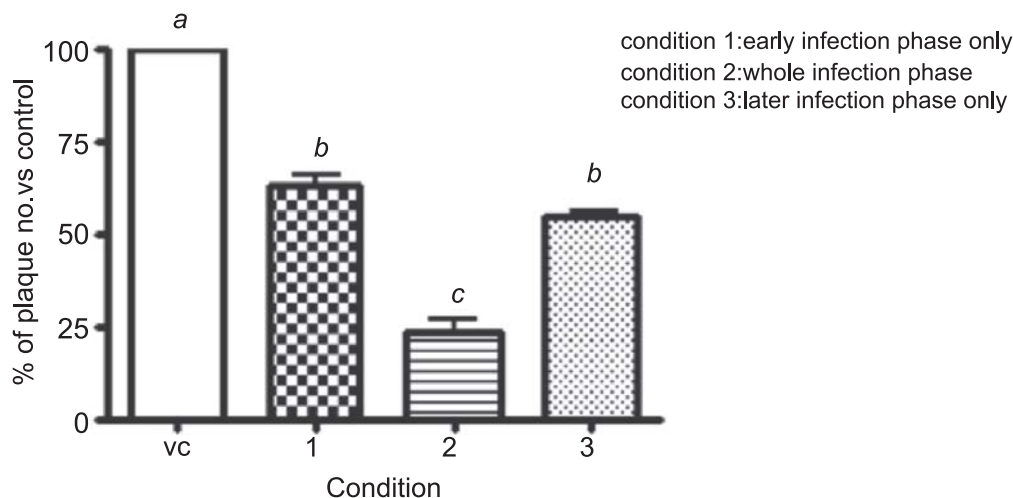 a
condition 1:early infection phase only
condition 2:whole infection phase
condition 3:later infection phase only
% of plaque no.vs control
100
75
50
25
0
b
c
b
vc 1 2 3
Condition